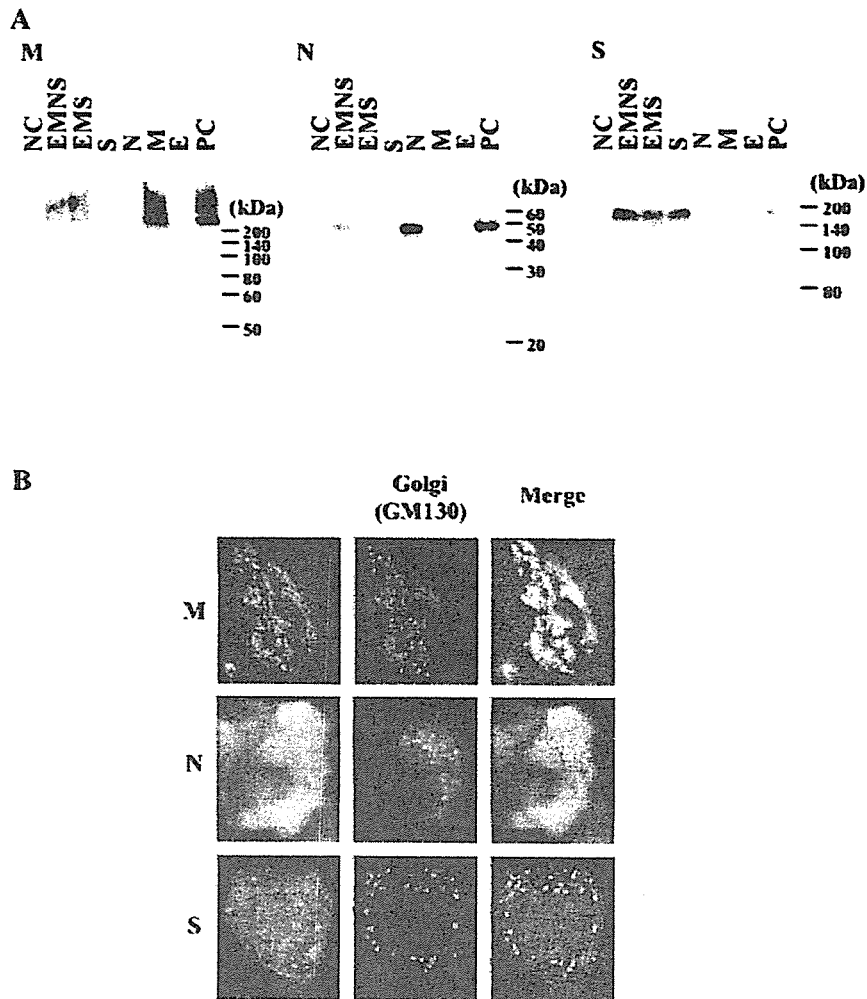 A
M
NC
EMNS
EMS
S
N
M
E
PC
(kDa)
200
140
100
80
60
50
N
NC
EMNS
EMS
S
N
M
E
PC
(kDa)
60
50
40
30
20
S
NC
EMNS
EMS
S
N
M
E
PC
(kDa)
200
140
100
80
B
Golgi
(GM130)
Merge
M
N
S